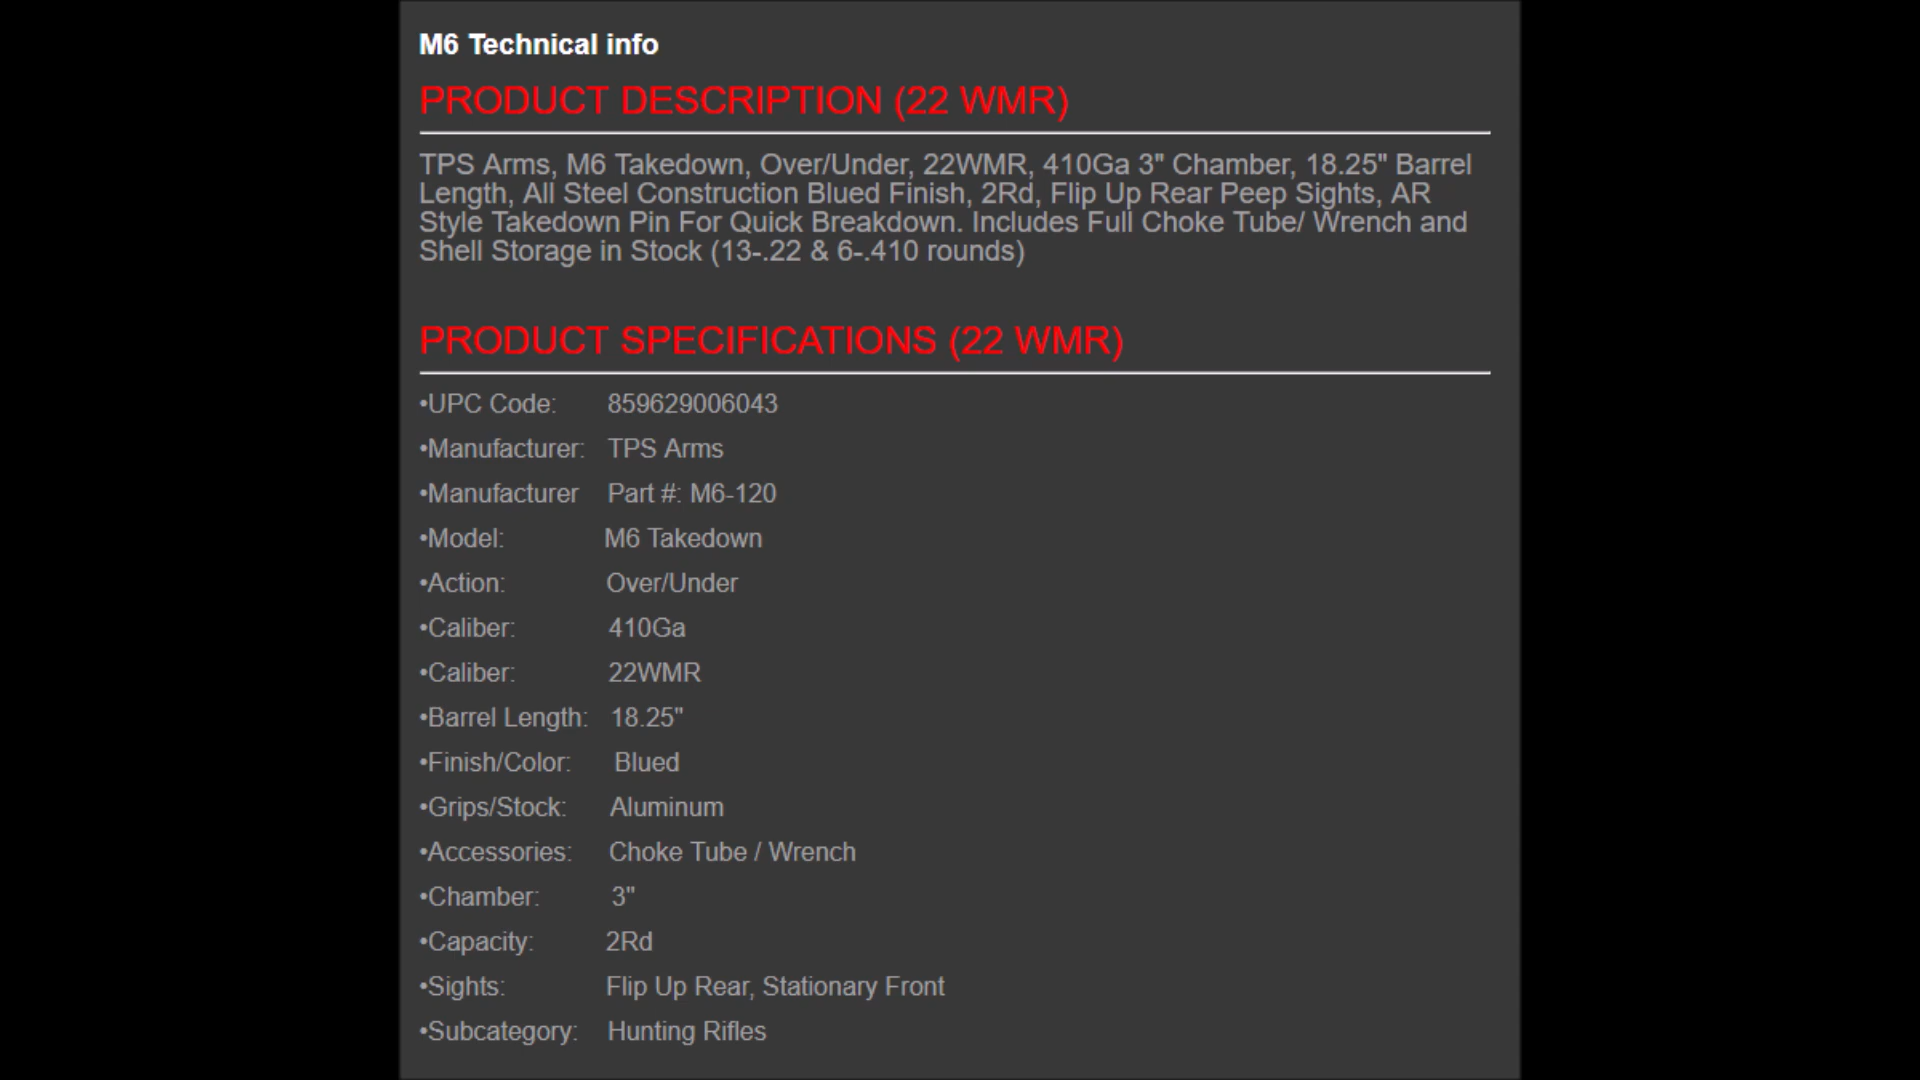 M6 Technical info
PRODUCT DESCRIPTION (22 WMR)
TPS Arms, M6 Takedown, Over/Under, 22WMR, 410Ga 3" Chamber, 18.25" Barrel
Length, All Steel Construction Blued Finish, 2Rd, Flip Up Rear Peep Sights, AR
Style Takedown Pin For Quick Breakdown. Includes Full Choke Tube/ Wrench and
Shell Storage in Stock (13-.22 & 6-.410 rounds)
PRODUCT SPECIFICATIONS (22 WMR)
•UPC Code: 859629006043
•Manufacturer: TPS Arms
•Manufacturer Part #: M6-120
•Model: M6 Takedown
•Action: Over/Under
•Caliber: 410Ga
•Caliber: 22WMR
•Barrel Length: 18.25"
•Finish/Color: Blued
•Grips/Stock: Aluminum
•Accessories: Choke Tube / Wrench
•Chamber: 3"
•Capacity: 2Rd
•Sights: Flip Up Rear, Stationary Front
•Subcategory: Hunting Rifles